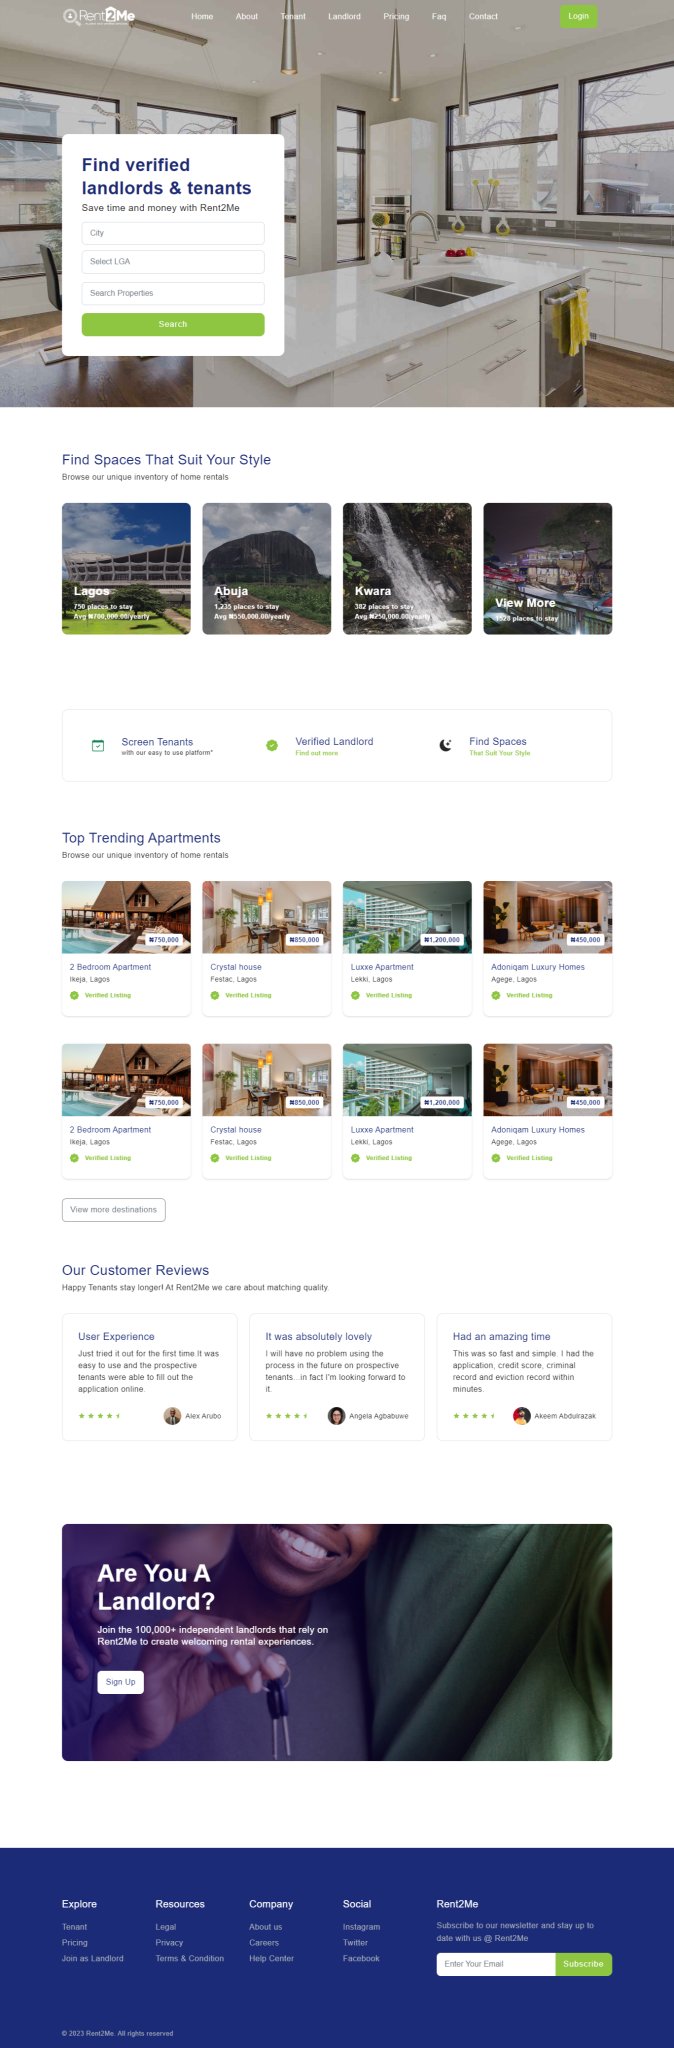 Rent2Me
Home About Tenant Landlord Pricing Faq Contact Login
Find verified
landlords & tenants
Save time and money with Rent2Me
City
Select LGA
Search Properties
Search
Find Spaces That Suit Your Style
Browse our unique inventory of home rentals
Lagos
750 places to stay
Avg ₦700,000.00/yearly
Abuja
1,235 places to stay
Avg ₦550,000.00/yearly
Kwara
382 places to stay
Avg ₦250,000.00/yearly
View More
1528 places to stay
Screen Tenants
with our easy to use platform*
Verified Landlord
Find out more
Find Spaces
That Suit Your Style
Top Trending Apartments
Browse our unique inventory of home rentals
₦750,000
2 Bedroom Apartment
Ikeja, Lagos
Verified Listing
₦850,000
Crystal house
Festac, Lagos
Verified Listing
₦1,200,000
Luxxe Apartment
Lekki, Lagos
Verified Listing
₦450,000
Adoniqam Luxury Homes
Agege, Lagos
Verified Listing
₦750,000
2 Bedroom Apartment
Ikeja, Lagos
Verified Listing
₦850,000
Crystal house
Festac, Lagos
Verified Listing
₦1,200,000
Luxxe Apartment
Lekki, Lagos
Verified Listing
₦450,000
Adoniqam Luxury Homes
Agege, Lagos
Verified Listing
View more destinations
Our Customer Reviews
Happy Tenants stay longer! At Rent2Me we care about matching quality.
User Experience
Just tried it out for the first time.It was
easy to use and the prospective
tenants were able to fill out the
application online.
Alex Arubo
It was absolutely lovely
I will have no problem using the
process in the future on prospective
tenants...in fact I'm looking forward to
it.
Angela Agbabuwe
Had an amazing time
This was so fast and simple. I had the
application, credit score, criminal
record and eviction record within
minutes.
Akeem Abdulrazak
Are You A
Landlord?
Join the 100,000+ independent landlords that rely on
Rent2Me to create welcoming rental experiences.
Sign Up
Explore
Tenant
Pricing
Join as Landlord
Resources
Legal
Privacy
Terms & Condition
Company
About us
Careers
Help Center
Social
Instagram
Twitter
Facebook
Rent2Me
Subscribe to our newsletter and stay up to
date with us @ Rent2Me
Enter Your Email Subscribe
© 2023 Rent2Me. All rights reserved